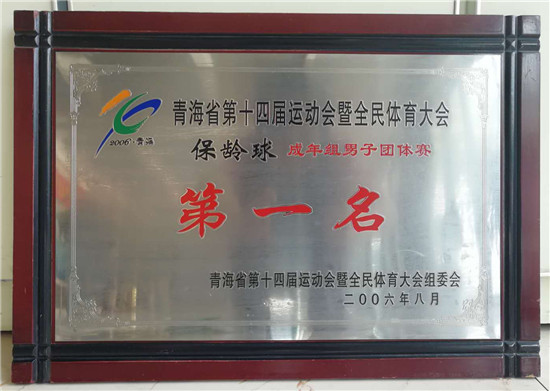 青海省第十四届运动会暨全民体育大会
2006·青海
保龄球 成年组男子团体赛
第一名
青海省第十四届运动会暨全民体育大会组委会
二〇〇六年八月